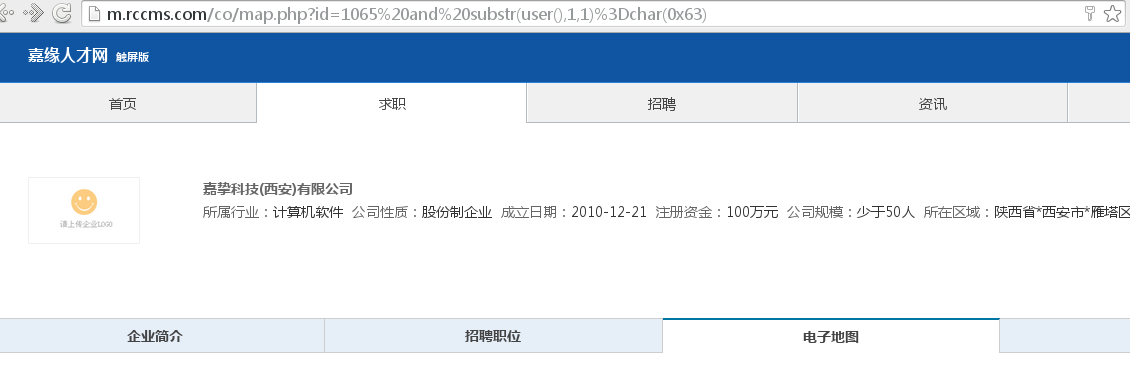 m.rccms.com/co/map.php?id=1065%20and%20substr(user(),1,1)%3Dchar(0x63)
嘉缘人才网 触屏版
首页 求职 招聘 资讯
嘉挚科技(西安)有限公司
所属行业：计算机软件 公司性质：股份制企业 成立日期：2010-12-21 注册资金：100万元 公司规模：少于50人 所在区域：陕西省*西安市*雁塔区
请上传企业LOGO
企业简介 招聘职位 电子地图